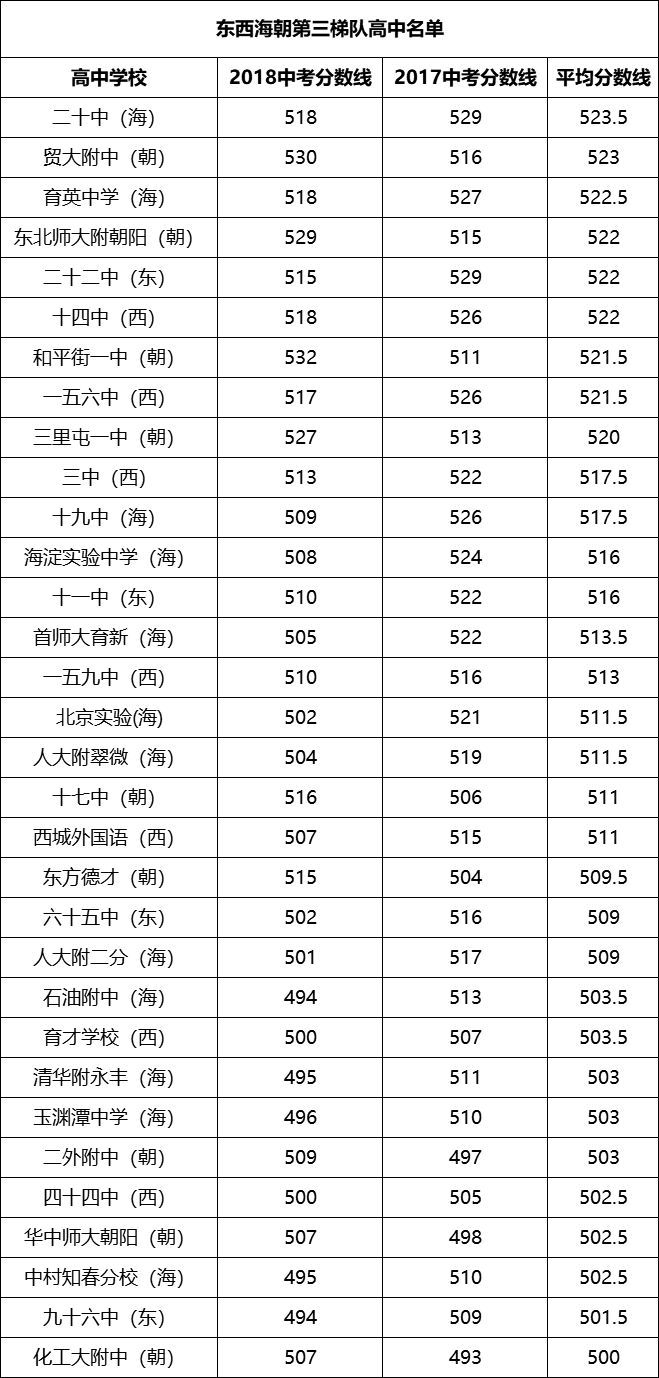 东西海朝第三梯队高中名单
高中学校 2018中考分数线 2017中考分数线 平均分数线
二十中（海） 518 529 523.5
贸大附中（朝） 530 516 523
育英中学（海） 518 527 522.5
东北师大附朝阳（朝） 529 515 522
二十二中（东） 515 529 522
十四中（西） 518 526 522
和平街一中（朝） 532 511 521.5
一五六中（西） 517 526 521.5
三里屯一中（朝） 527 513 520
三中（西） 513 522 517.5
十九中（海） 509 526 517.5
海淀实验中学（海） 508 524 516
十一中（东） 510 522 516
首师大育新（海） 505 522 513.5
一五九中（西） 510 516 513
北京实验(海) 502 521 511.5
人大附翠微（海） 504 519 511.5
十七中（朝） 516 506 511
西城外国语（西） 507 515 511
东方德才（朝） 515 504 509.5
六十五中（东） 502 516 509
人大附二分（海） 501 517 509
石油附中（海） 494 513 503.5
育才学校（西） 500 507 503.5
清华附永丰（海） 495 511 503
玉渊潭中学（海） 496 510 503
二外附中（朝） 509 497 503
四十四中（西） 500 505 502.5
华中师大朝阳（朝） 507 498 502.5
中村知春分校（海） 495 510 502.5
九十六中（东） 494 509 501.5
化工大附中（朝） 507 493 500